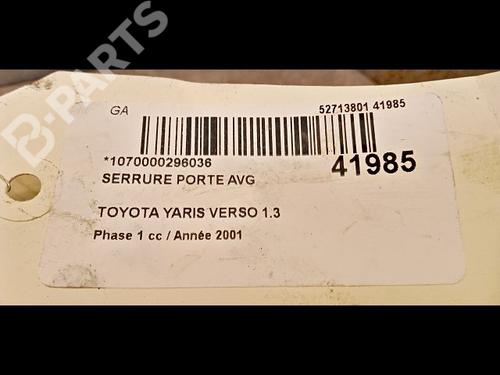 B-PARTS
GA
52713801 41985
*1070000296036
41985
SERRURE PORTE AVG
TOYOTA YARIS VERSO 1.3
Phase 1 cc / Année 2001